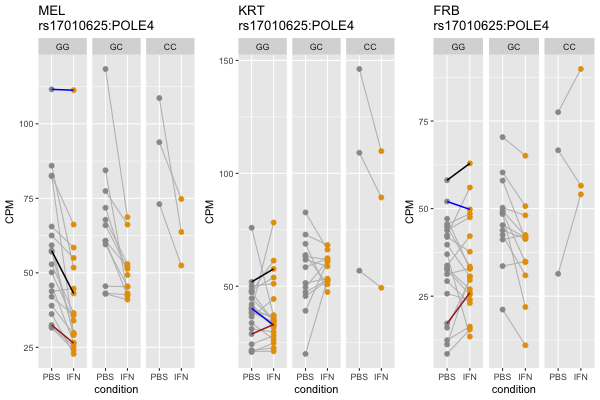 MEL
rs17010625:POLE4
GG GC CC
CPM
100
75
50
25
PBS IFN PBS IFN PBS IFN
condition
KRT
rs17010625:POLE4
GG GC CC
CPM
150
100
50
PBS IFN PBS IFN PBS IFN
condition
FRB
rs17010625:POLE4
GG GC CC
CPM
75
50
25
PBS IFN PBS IFN PBS IFN
condition